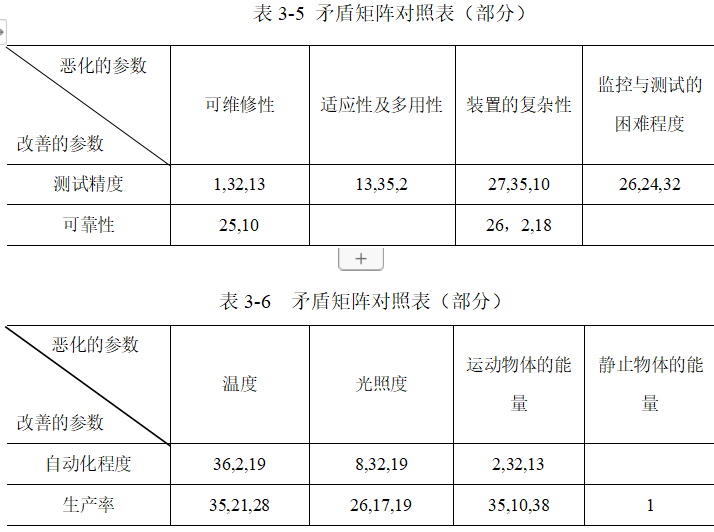 表 3-5 矛盾矩阵对照表（部分）
恶化的参数
改善的参数
可维修性
适应性及多用性
装置的复杂性
监控与测试的
困难程度
测试精度 1,32,13 13,35,2 27,35,10 26,24,32
可靠性 25,10 26，2,18
+
表 3-6 矛盾矩阵对照表（部分）
恶化的参数
改善的参数
温度
光照度
运动物体的能
量
静止物体的能
量
自动化程度 36,2,19 8,32,19 2,32,13
生产率 35,21,28 26,17,19 35,10,38 1